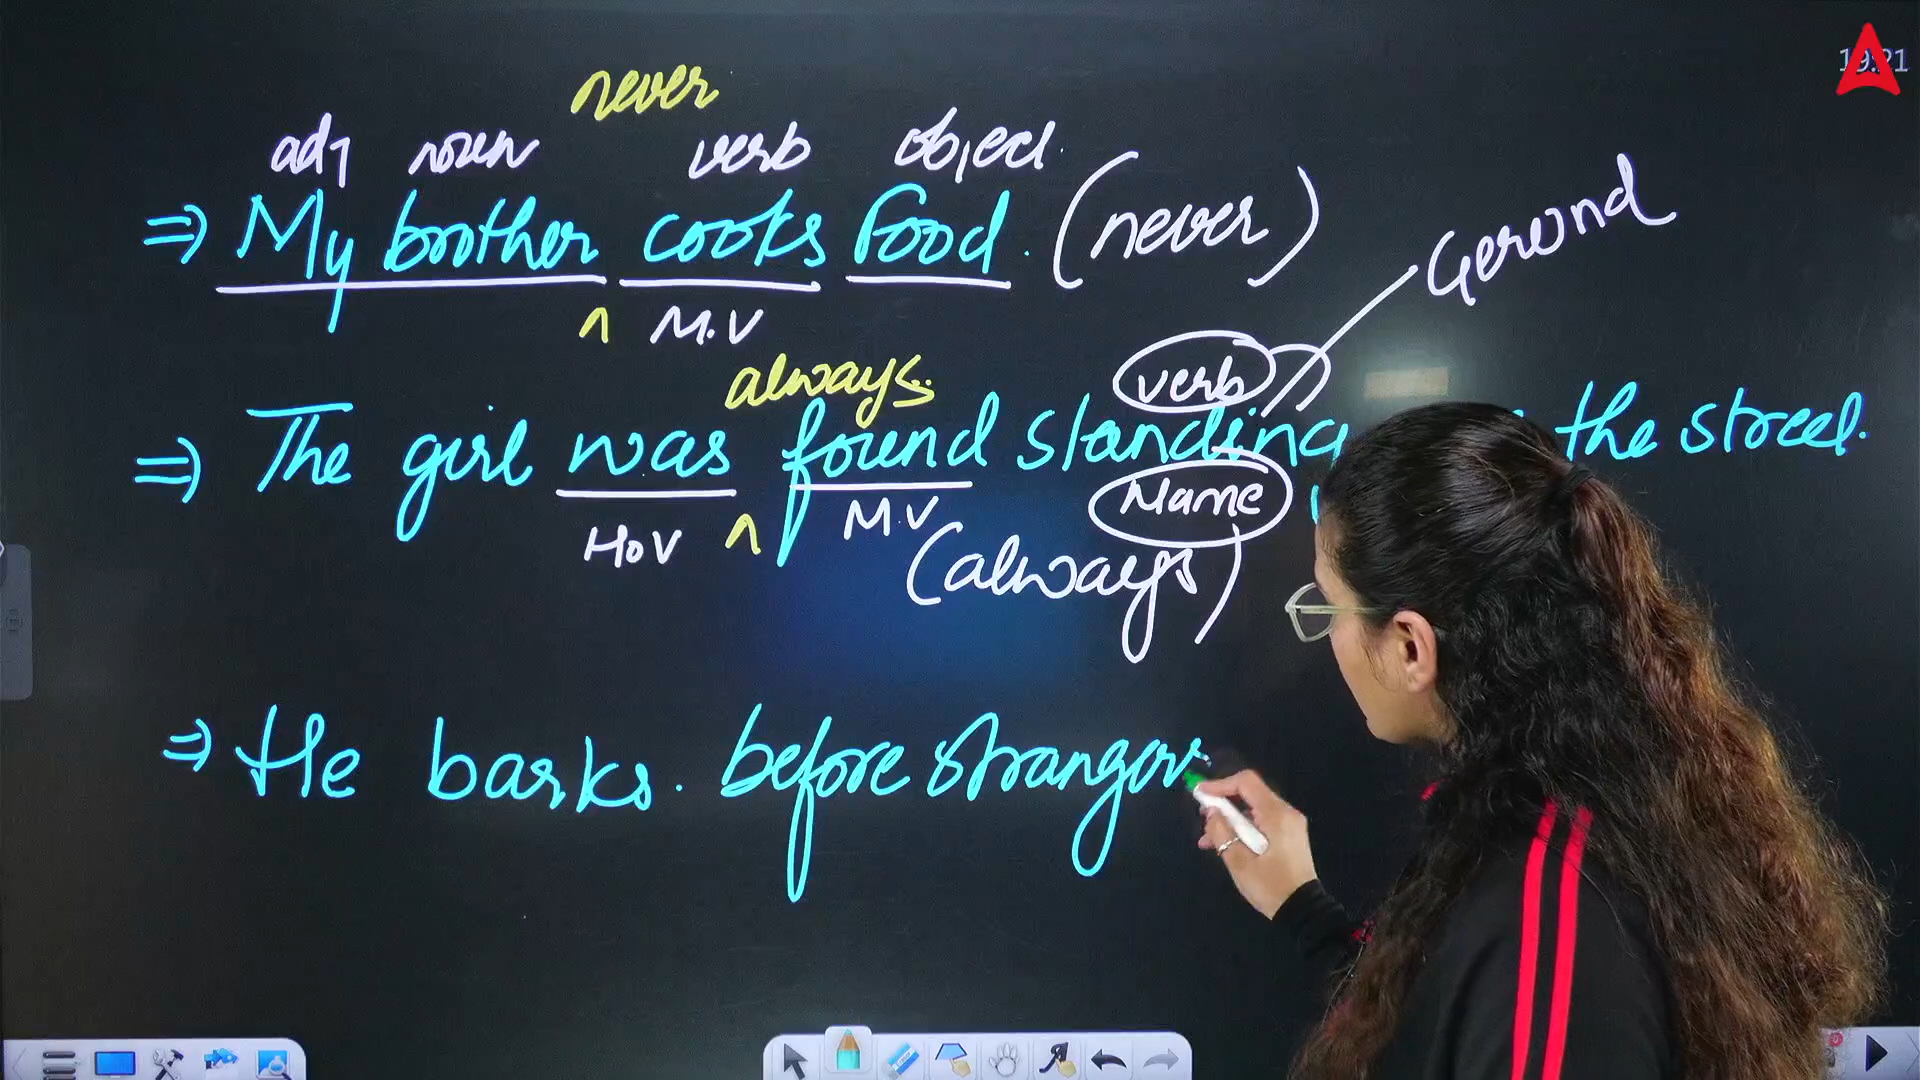 never
adj noun verb object.
⇒ My brother cooks food. (never)
Gerund
^ M.V
always
verb
⇒ The girl was found standing the street.
H.V ^ M.V
Name
(always)
⇒ He barks. before strangers